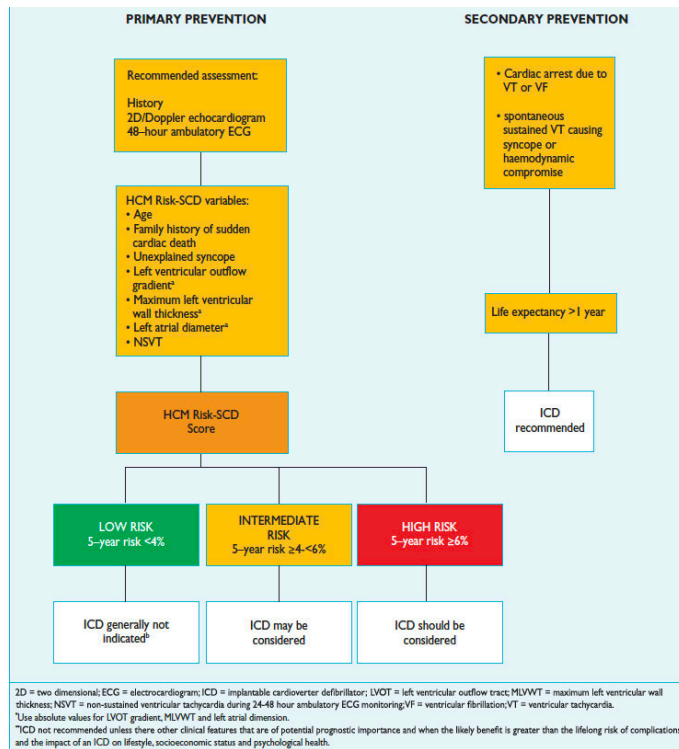 PRIMARY PREVENTION
Recommended assessment:
History
2D/Doppler echocardiogram
48–hour ambulatory ECG
HCM Risk-SCD variables:
• Age
• Family history of sudden
cardiac death
• Unexplained syncope
• Left ventricular outflow
gradientª
• Maximum left ventricular
wall thicknessª
• Left atrial diameterª
• NSVT
HCM Risk-SCD
Score
LOW RISK
5–year risk <4%
INTERMEDIATE
RISK
5–year risk ≥4-<6%
HIGH RISK
5–year risk ≥6%
ICD generally not
indicatedᵇ
ICD may be
considered
ICD should be
considered
SECONDARY PREVENTION
• Cardiac arrest due to
VT or VF
• spontaneous
sustained VT causing
syncope or
haemodynamic
compromise
Life expectancy >1 year
ICD
recommended
2D = two dimensional; ECG = electrocardiogram; ICD = implantable cardioverter defibrillator; LVOT = left ventricular outflow tract; MLVWT = maximum left ventricular wall
thickness; NSVT = non-sustained ventricular tachycardia during 24-48 hour ambulatory ECG monitoring; VF = ventricular fibrillation; VT = ventricular tachycardia.
*Use absolute values for LVOT gradient, MLVWT and left atrial dimension.
**ICD not recommended unless there other clinical features that are of potential prognostic importance and when the likely benefit is greater than the lifelong risk of complications
and the impact of an ICD on lifestyle, socioeconomic status and psychological health.